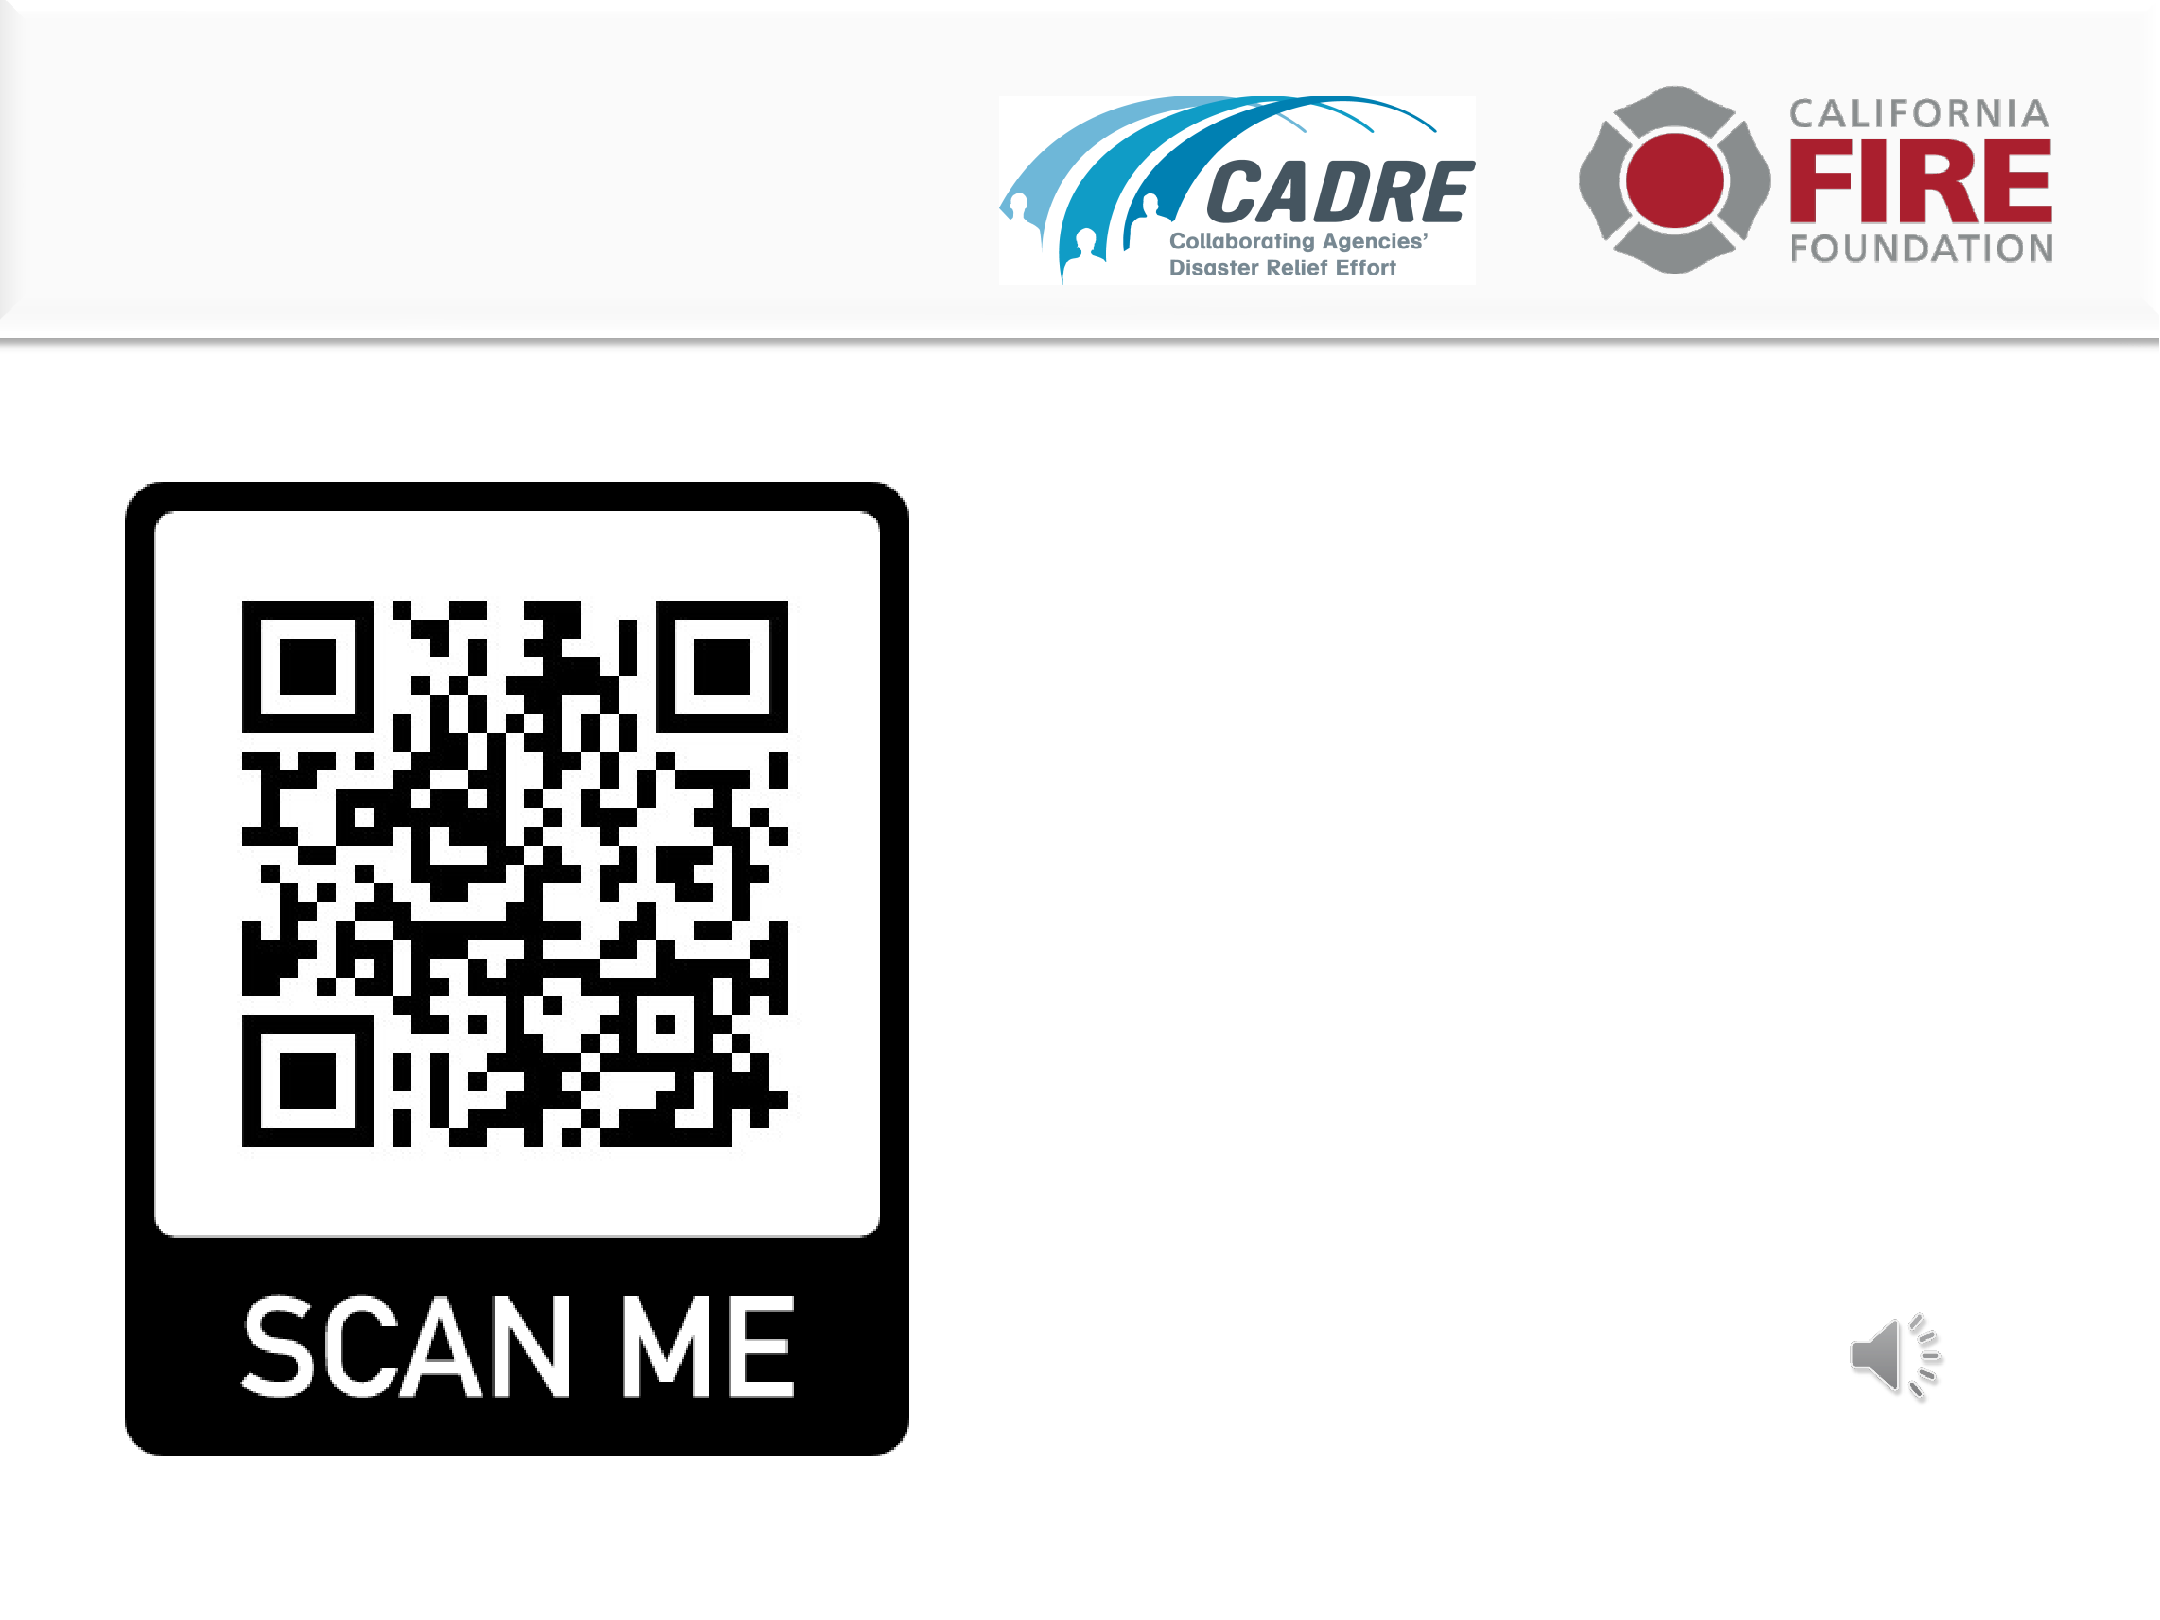 CADRE
Collaborating Agencies’
Disaster Relief Effort
CALIFORNIA
FIRE
FOUNDATION
SCAN ME